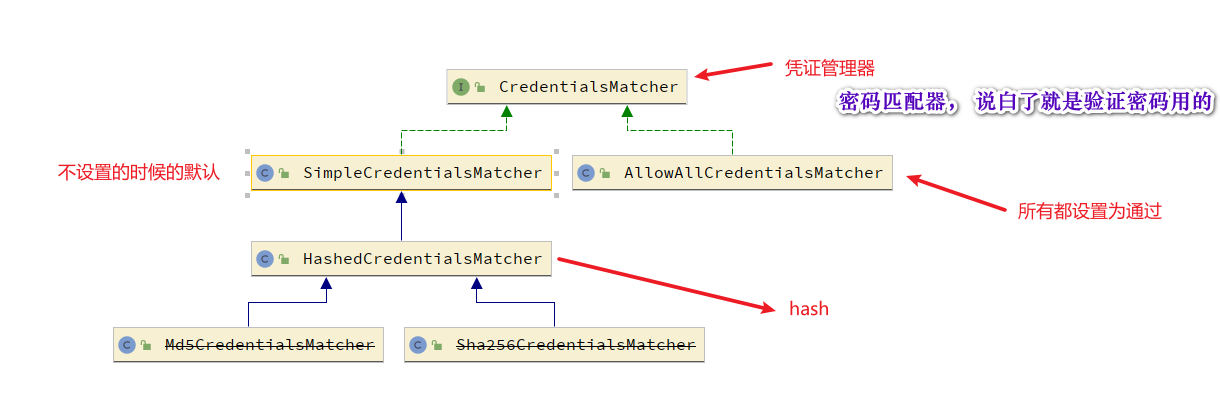 凭证管理器
CredentialsMatcher
密码匹配器， 说白了就是验证密码用的
不设置的时候的默认
SimpleCredentialsMatcher
AllowAllCredentialsMatcher
所有都设置为通过
HashedCredentialsMatcher
hash
Md5CredentialsMatcher
Sha256CredentialsMatcher